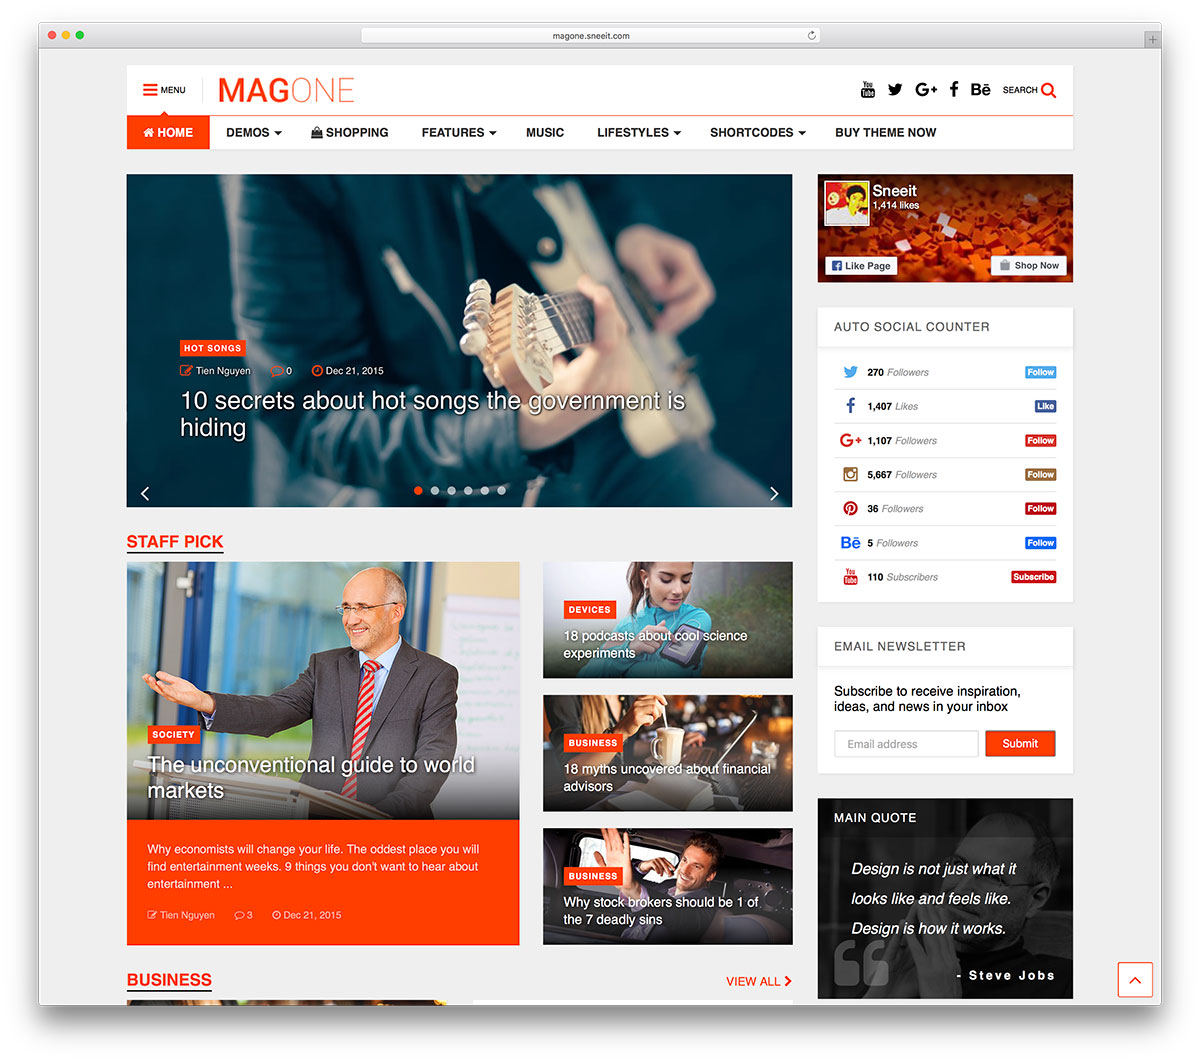 magone.sneeit.com
MENU
MAGONE
You Tube
G+
f
Bē
SEARCH
HOME
DEMOS
SHOPPING
FEATURES
MUSIC
LIFESTYLES
SHORTCODES
BUY THEME NOW
HOT SONGS
Tien Nguyen 0 Dec 21, 2015
10 secrets about hot songs the government is
hiding
Sneeit
1,414 likes
Like Page
Shop Now
AUTO SOCIAL COUNTER
270 Followers Follow
1,407 Likes Like
G+ 1,107 Followers Follow
5,667 Followers Follow
36 Followers Follow
Bē 5 Followers Follow
You Tube 110 Subscribers Subscribe
EMAIL NEWSLETTER
Subscribe to receive inspiration,
ideas, and news in your inbox
Email address
Submit
MAIN QUOTE
Design is not just what it
looks like and feels like.
Design is how it works.
- Steve Jobs
STAFF PICK
SOCIETY
The unconventional guide to world
markets
Why economists will change your life. The oddest place you will
find entertainment weeks. 9 things you don't want to hear about
entertainment ...
Tien Nguyen 3 Dec 21, 2015
DEVICES
18 podcasts about cool science
experiments
BUSINESS
18 myths uncovered about financial
advisors
BUSINESS
Why stock brokers should be 1 of
the 7 deadly sins
BUSINESS
VIEW ALL